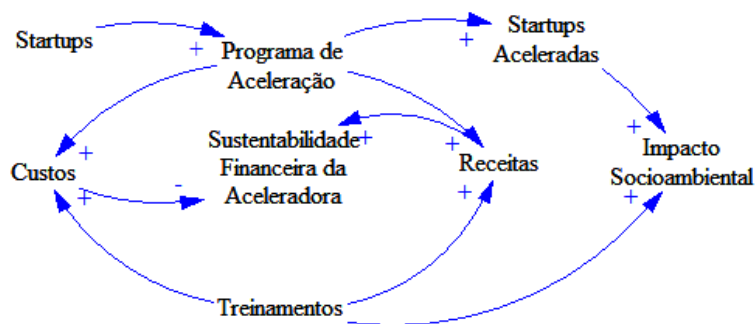 Startups
+
Programa de
Aceleração
+
Startups
Aceleradas
+
Custos
+
-
Sustentabilidade
Financeira da
Aceleradora
+
+
Receitas
+
+
Impacto
Socioambiental
+
Treinamentos